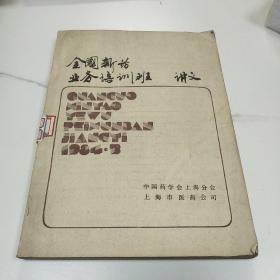 全国新药
业务培训班 讲义
QUANGUO
XINYAO
YEWU
PEIXUNBAN
JIANGYI
1984·3
中国药学会上海分会
上海市医药公司